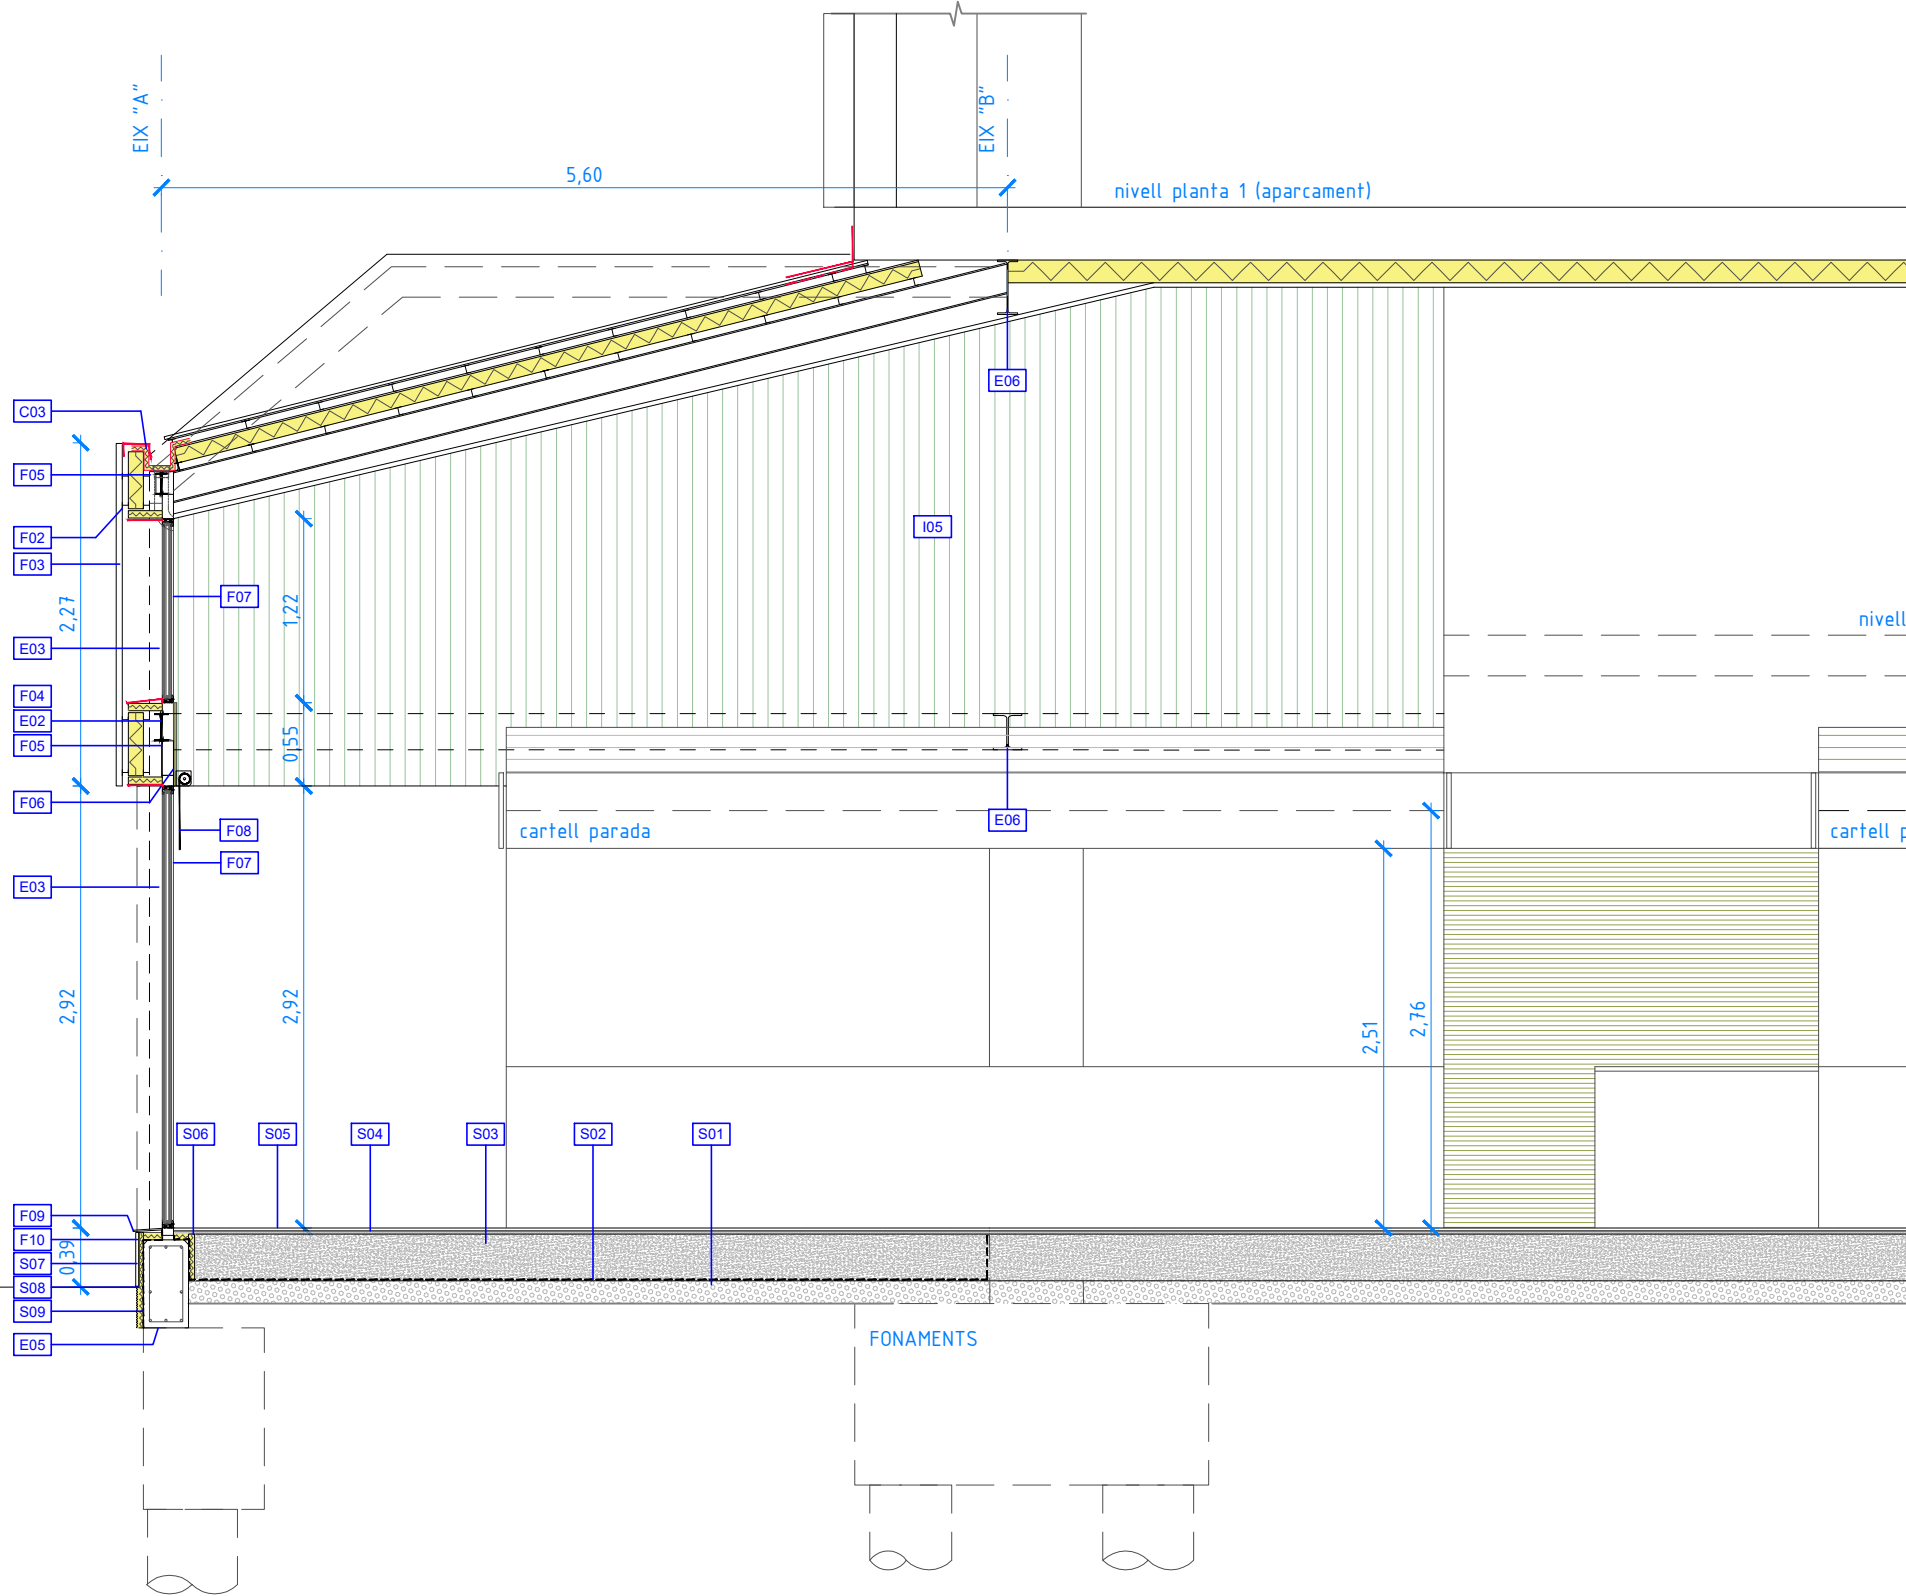 EIX "A"
EIX "B"
5,60
nivell planta 1 (aparcament)
E06
C03
F05
F02
F03
I05
F07
2,27
1,22
nivell
E03
F04
E02
F05
0,55
F06
F08
cartell parada
E06
cartell
F07
E03
2,92
2,92
2,51
2,76
S06
S05
S04
S03
S02
S01
F09
F10
S07
0,39
S08
S09
E05
FONAMENTS